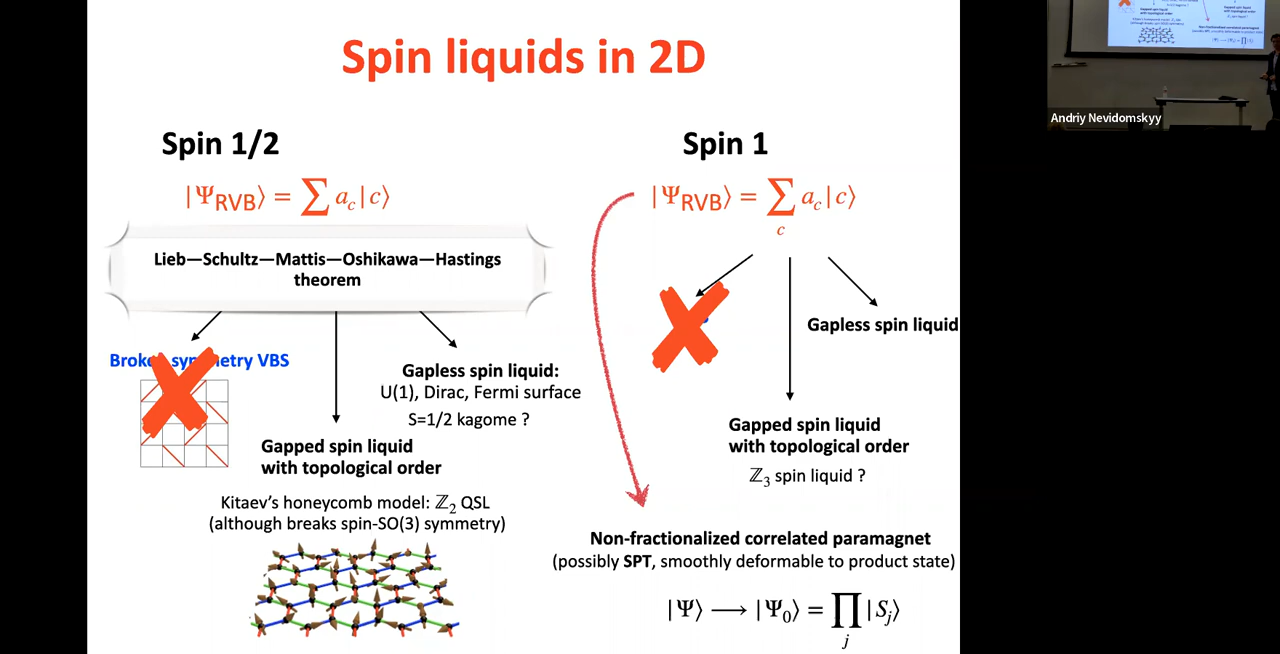 Spin liquids in 2D
Spin 1/2
|Ψ_RVB⟩ = ∑ a_c|c⟩
Lieb—Schultz—Mattis—Oshikawa—Hastings
theorem
Broken symmetry VBS
Gapless spin liquid:
U(1), Dirac, Fermi surface
S=1/2 kagome ?
Gapped spin liquid
with topological order
Kitaev’s honeycomb model: ℤ₂ QSL
(although breaks spin-SO(3) symmetry)
Spin 1
|Ψ_RVB⟩ = ∑_c a_c|c⟩
Gapless spin liquid
Gapped spin liquid
with topological order
ℤ₃ spin liquid ?
Non-fractionalized correlated paramagnet
(possibly SPT, smoothly deformable to product state)
|Ψ⟩ ⟶ |Ψ₀⟩ = ∏_j |S_j⟩
Andriy Nevidomskyy